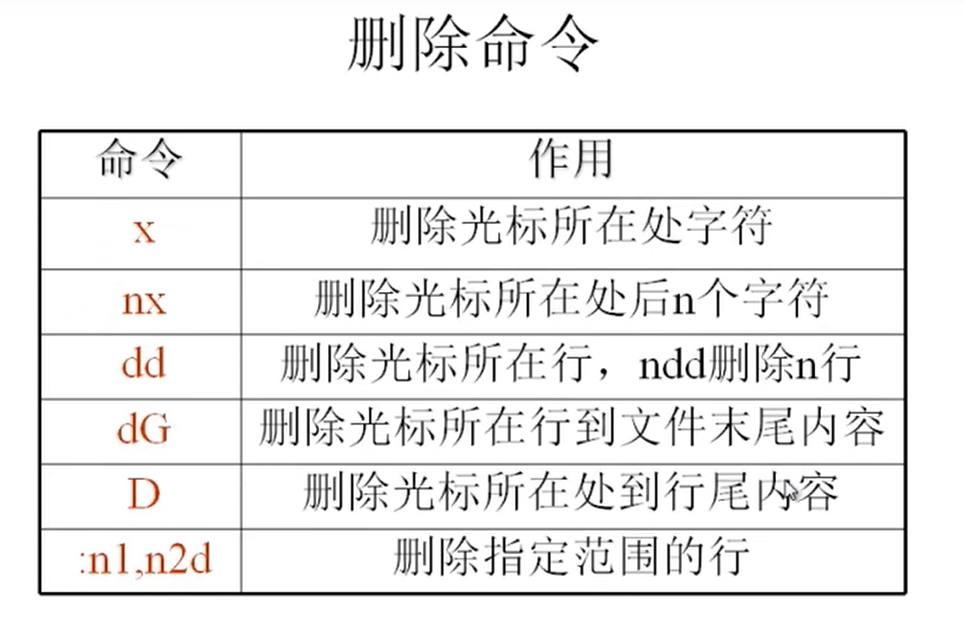 删除命令
命令 作用
x 删除光标所在处字符
nx 删除光标所在处后n个字符
dd 删除光标所在行，ndd删除n行
dG 删除光标所在行到文件末尾内容
D 删除光标所在处到行尾内容
:n1,n2d 删除指定范围的行